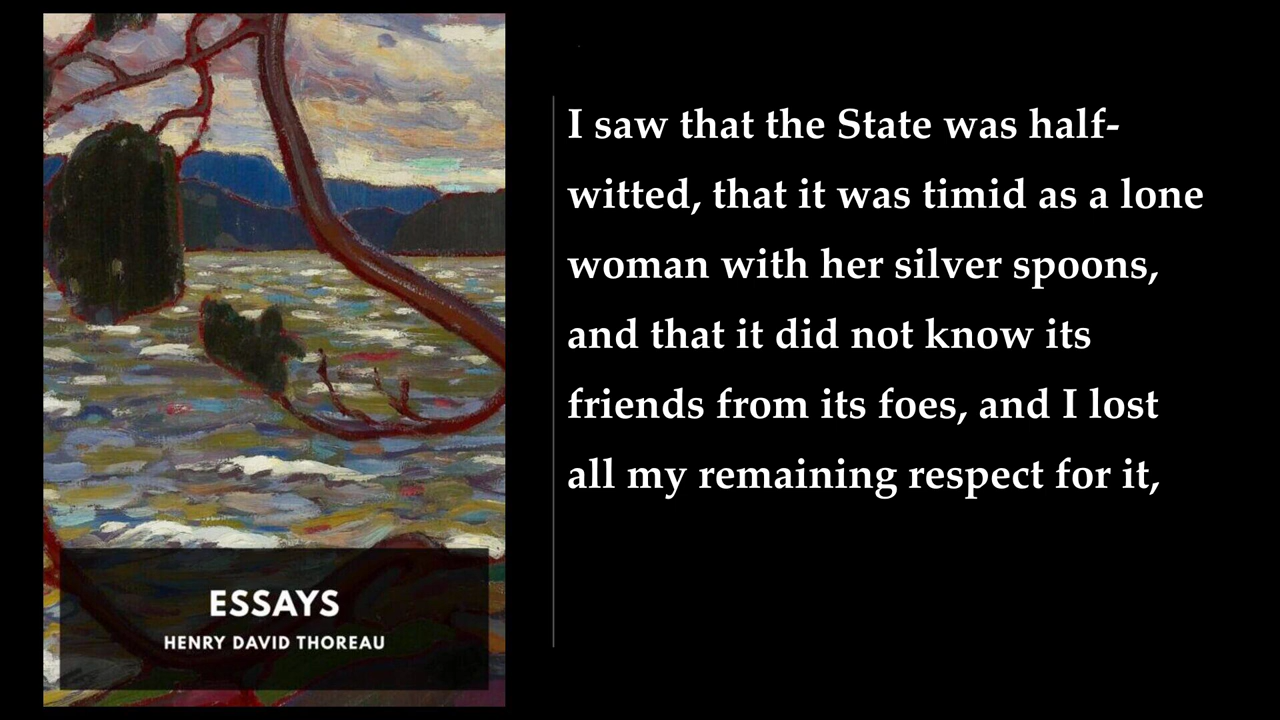 ESSAYS
HENRY DAVID THOREAU
I saw that the State was half-
witted, that it was timid as a lone
woman with her silver spoons,
and that it did not know its
friends from its foes, and I lost
all my remaining respect for it,